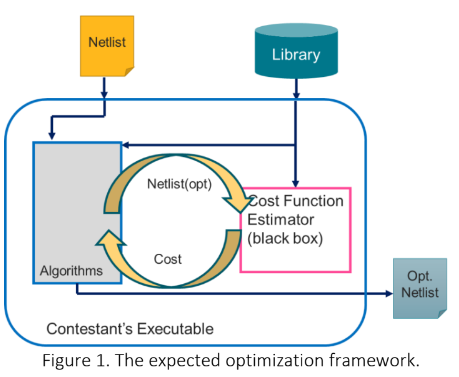 Netlist
Library
Netlist(opt)
Cost Function
Estimator
(black box)
Cost
Algorithms
Opt.
Netlist
Contestant's Executable
Figure 1. The expected optimization framework.